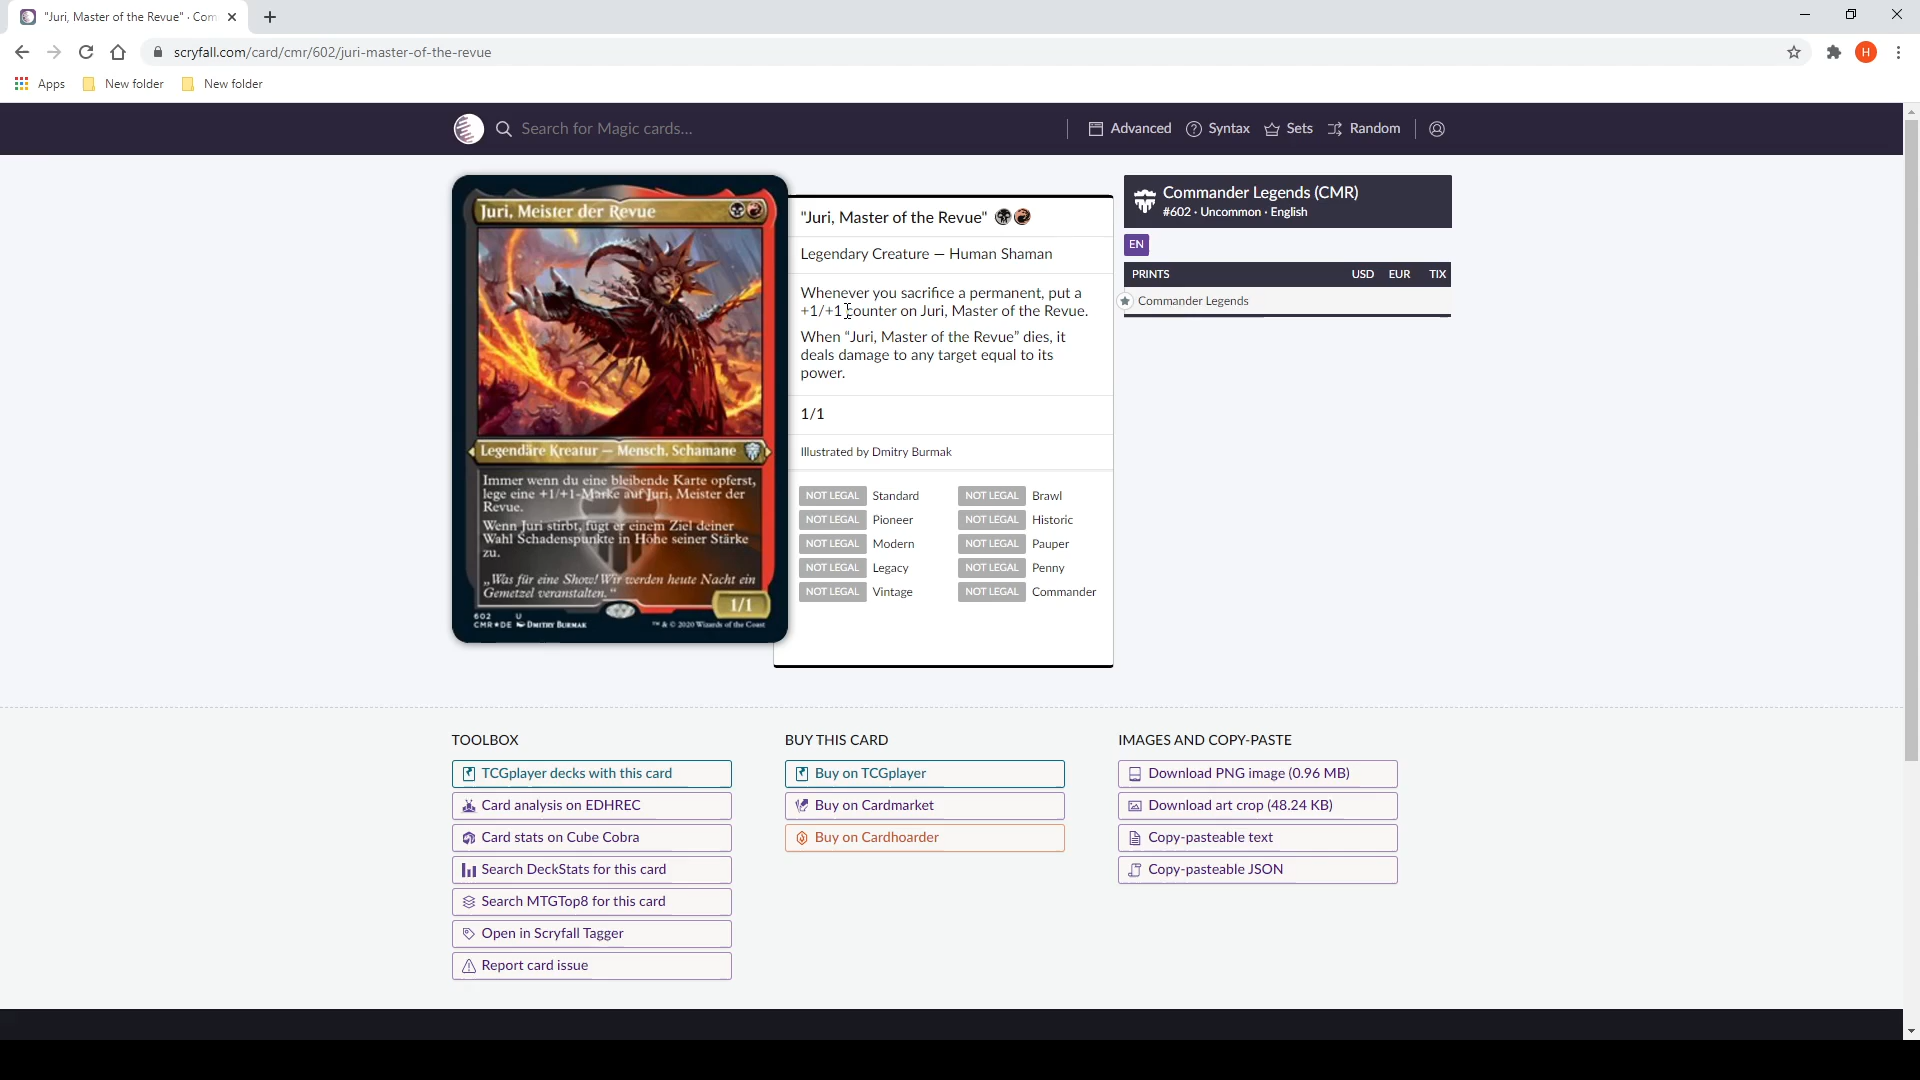 "Juri, Master of the Revue" · Com
scryfall.com/card/cmr/602/juri-master-of-the-revue
H
Apps
New folder
New folder
Search for Magic cards...
Advanced
Syntax
Sets
Random
Juri, Meister der Revue
Legendäre Kreatur — Mensch, Schamane
Immer wenn du eine bleibende Karte opferst,
lege eine +1/+1-Marke auf Juri, Meister der
Revue.
Wenn Juri stirbt, fügt er einem Ziel deiner
Wahl Schadenspunkte in Höhe seiner Stärke
zu.
„Was für eine Show! Wir werden heute Nacht ein
Gemetzel veranstalten.“
1/1
602 U
CMR • DE Dmitry Burmak
™ & © 2020 Wizards of the Coast
"Juri, Master of the Revue"
Legendary Creature — Human Shaman
Whenever you sacrifice a permanent, put a
+1/+1 counter on Juri, Master of the Revue.
When “Juri, Master of the Revue” dies, it
deals damage to any target equal to its
power.
1/1
Illustrated by Dmitry Burmak
NOT LEGAL Standard NOT LEGAL Brawl
NOT LEGAL Pioneer NOT LEGAL Historic
NOT LEGAL Modern NOT LEGAL Pauper
NOT LEGAL Legacy NOT LEGAL Penny
NOT LEGAL Vintage NOT LEGAL Commander
Commander Legends (CMR)
#602 · Uncommon · English
EN
PRINTS USD EUR TIX
Commander Legends
TOOLBOX
TCGplayer decks with this card
Card analysis on EDHREC
Card stats on Cube Cobra
Search DeckStats for this card
Search MTGTop8 for this card
Open in Scryfall Tagger
Report card issue
BUY THIS CARD
Buy on TCGplayer
Buy on Cardmarket
Buy on Cardhoarder
IMAGES AND COPY-PASTE
Download PNG image (0.96 MB)
Download art crop (48.24 KB)
Copy-pasteable text
Copy-pasteable JSON